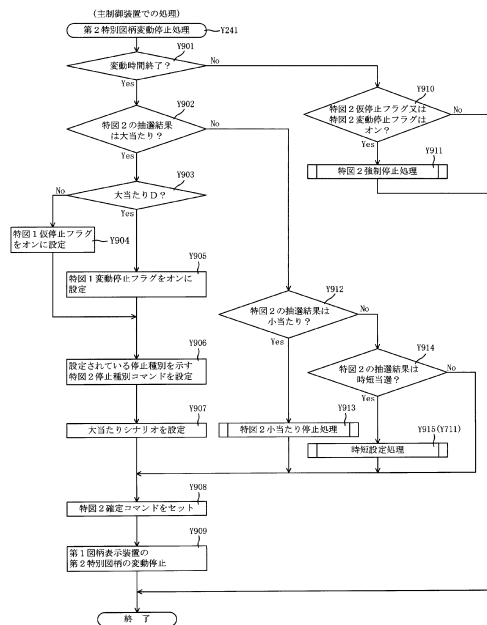 (主制御装置での処理)
第2特別図柄変動停止処理
Y241
Y901
変動時間終了?
No
Yes
Y902
特図2の抽選結果
は大当たり?
No
Yes
Y903
大当たりD?
No
Yes
特図1仮停止フラグ
をオンに設定
Y904
Y905
特図1変動停止フラグをオンに
設定
Y906
設定されている停止種別を示す
特図2停止種別コマンドを設定
Y907
大当たりシナリオを設定
Y908
特図2確定コマンドをセット
Y909
第1図柄表示装置の
第2特別図柄の変動停止
終 了
Y910
特図2仮停止フラグ又は
特図2変動停止フラグは
オン?
No
Yes
Y911
特図2強制停止処理
Y912
特図2の抽選結果は
小当たり?
No
Yes
Y913
特図2小当たり停止処理
Y914
特図2の抽選結果は
時短当選?
No
Yes
Y915(Y711)
時短設定処理